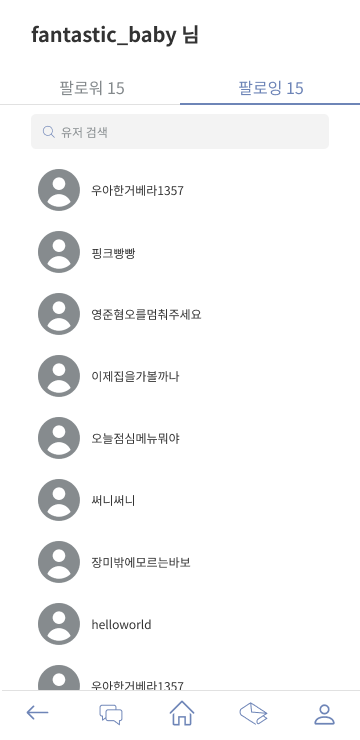 fantastic_baby 님
팔로워 15
팔로잉 15
유저 검색
우아한거베라1357
핑크빵빵
영준혐오를멈춰주세요
이제집을가볼까나
오늘점심메뉴뭐야
써니써니
장미밖에모르는바보
helloworld
우아한거베라1357